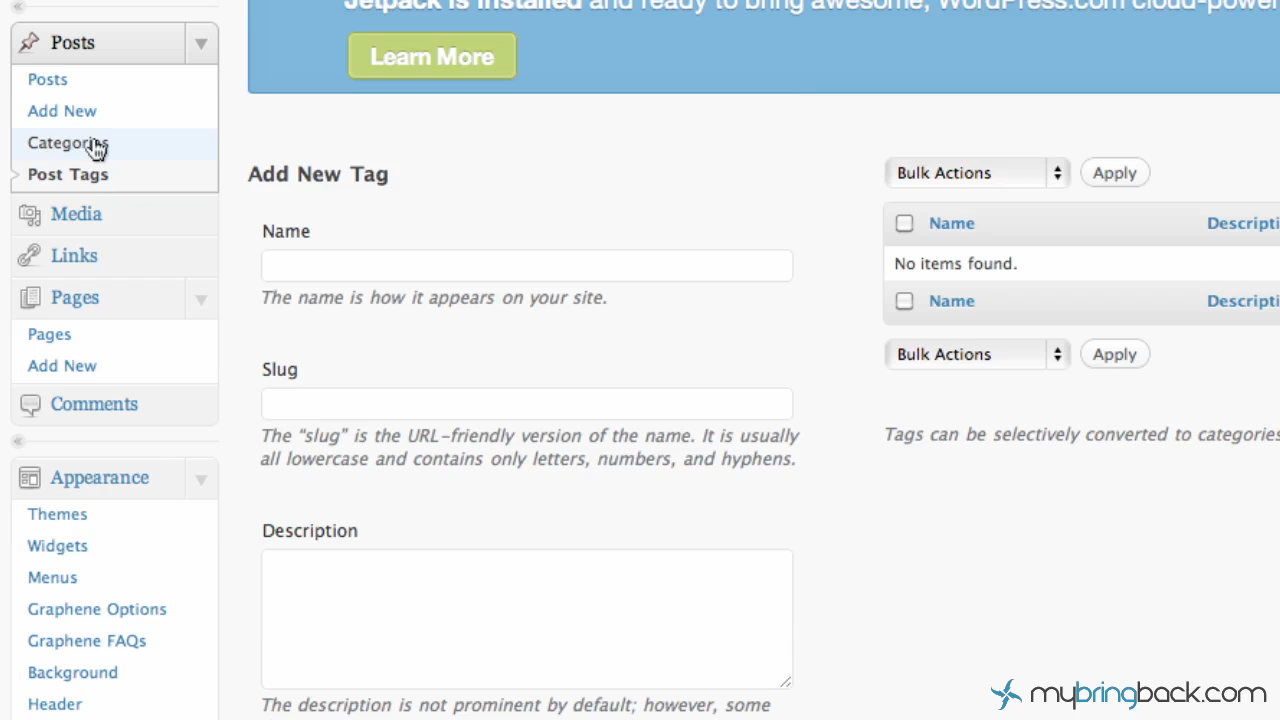 Jetpack is installed and ready to bring awesome, WordPress.com cloud-power
Learn More
Posts
Posts
Add New
Categories
Post Tags
Media
Links
Pages
Pages
Add New
Comments
Appearance
Themes
Widgets
Menus
Graphene Options
Graphene FAQs
Background
Header
Add New Tag
Name
The name is how it appears on your site.
Slug
The “slug” is the URL-friendly version of the name. It is usually
all lowercase and contains only letters, numbers, and hyphens.
Description
The description is not prominent by default; however, some
Bulk Actions Apply
Name Descripti
No items found.
Name Descripti
Bulk Actions Apply
Tags can be selectively converted to categories
mybringback.com